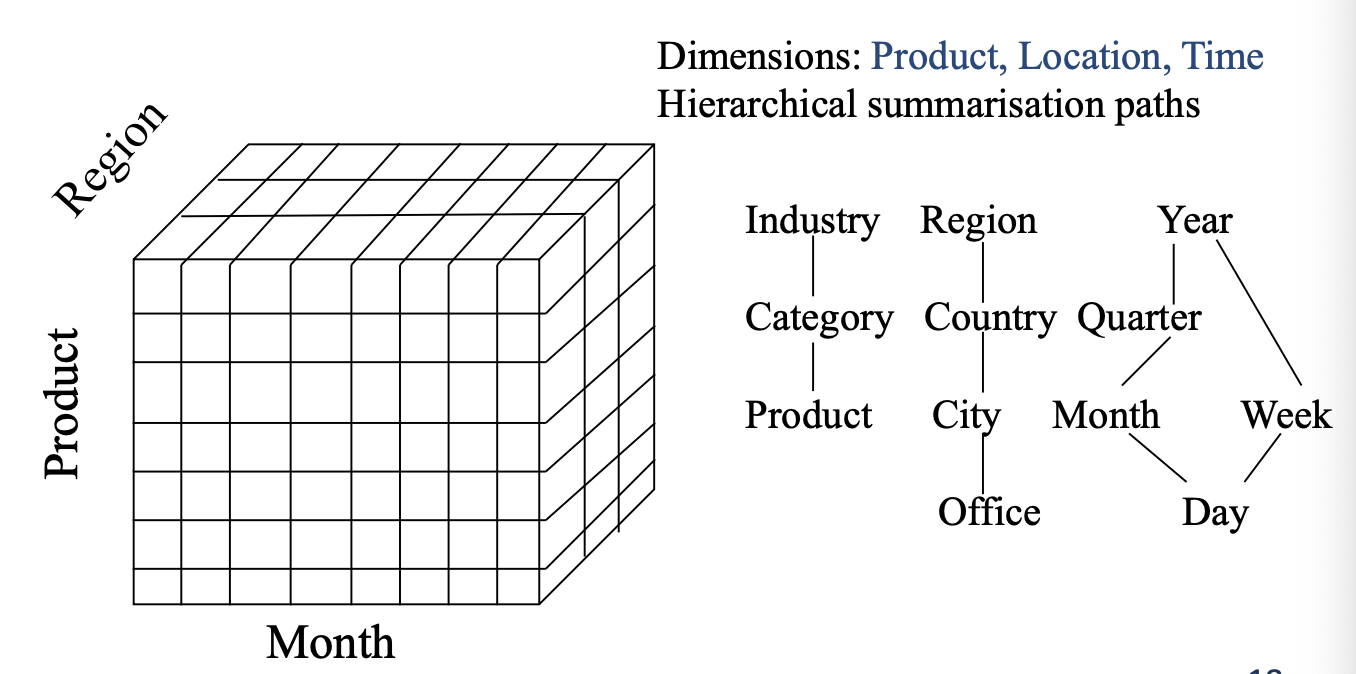 Dimensions: Product, Location, Time
Hierarchical summarisation paths
Region
Product
Month
Industry Region Year
Category Country Quarter
Product City Month Week
Office Day